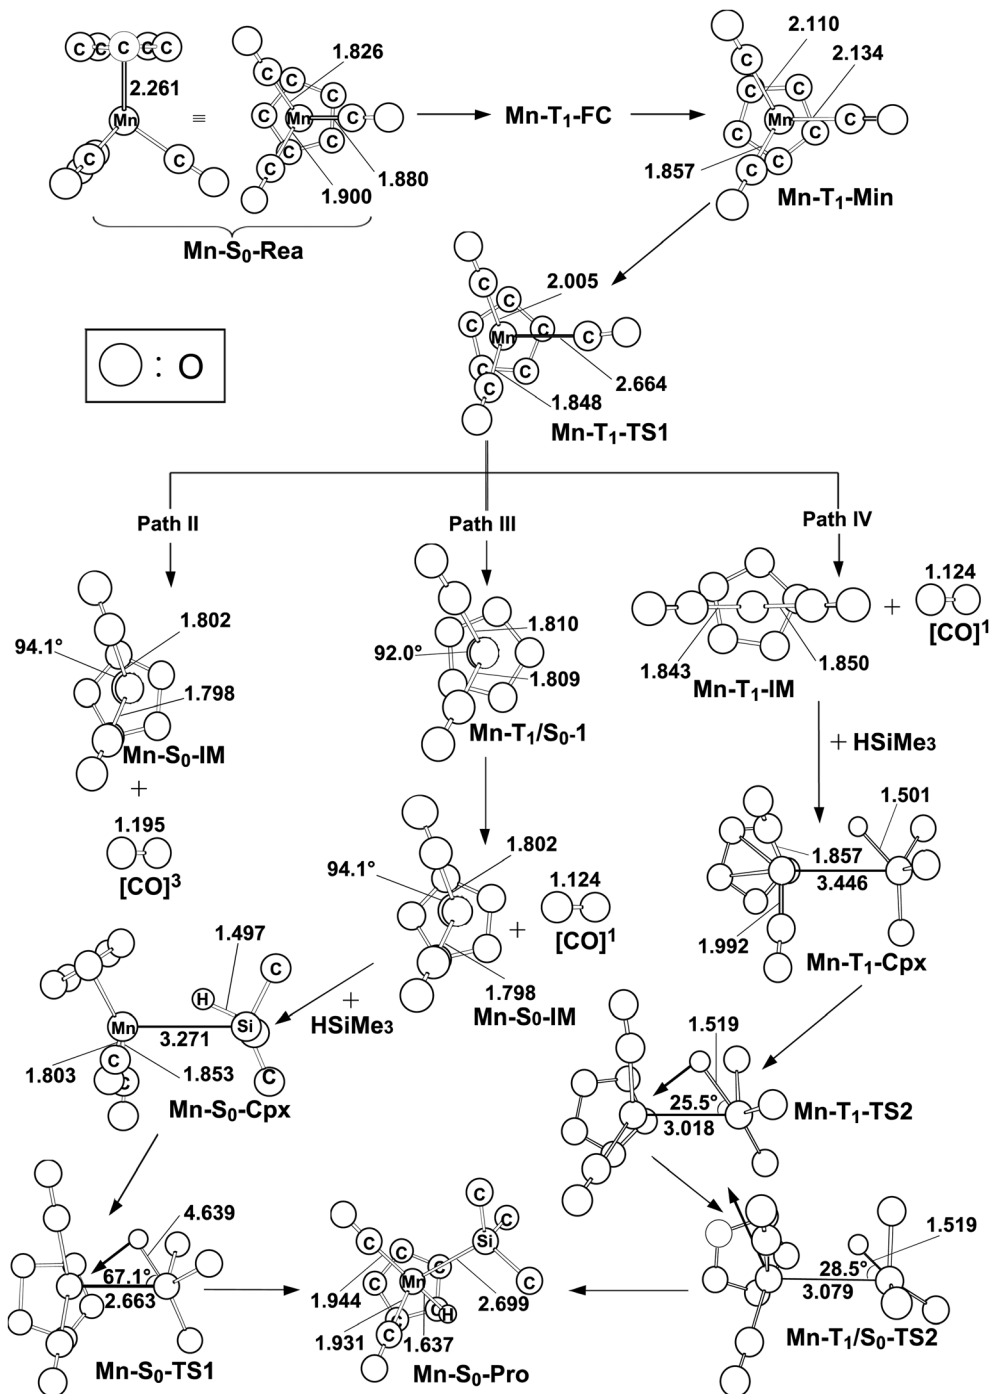 C C C C C
2.261
Mn
C
C
≡
1.826
C
C
C
C
Mn
C
C
C
C
1.880
1.900
Mn-S0-Rea
Mn-T1-FC
2.110
2.134
C
C
C
Mn
C
C
C
C
C
1.857
Mn-T1-Min
2.005
C
C
C
C
Mn
C
C
C
C
2.664
1.848
Mn-T1-TS1
: O
Path II
Path III
Path IV
1.802
94.1°
1.798
Mn-S0-IM
+
1.195
[CO]3
1.810
92.0°
1.809
Mn-T1/S0-1
1.843
1.850
Mn-T1-IM
+
1.124
[CO]1
+ HSiMe3
1.802
94.1°
1.798
Mn-S0-IM
+
1.124
[CO]1
+
HSiMe3
1.501
1.857
3.446
1.992
Mn-T1-Cpx
1.497
H
C
Mn
Si
3.271
C
C
C
1.803
1.853
Mn-S0-Cpx
1.519
25.5°
3.018
Mn-T1-TS2
4.639
67.1°
2.663
Mn-S0-TS1
C
C
Si
C
C
C
C
C
Mn
H
C
C
1.944
2.699
1.931
1.637
Mn-S0-Pro
1.519
28.5°
3.079
Mn-T1/S0-TS2